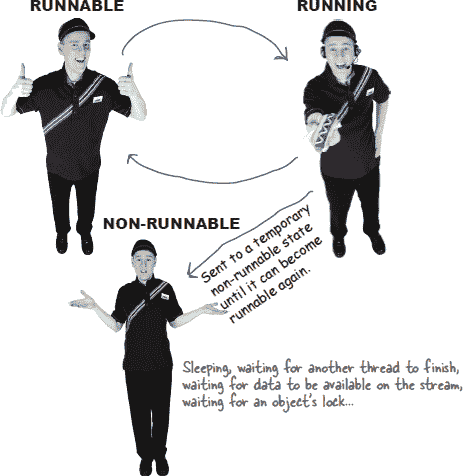 RUNNABLE
RUNNING
NON-RUNNABLE
Sent to a temporary
non-runnable state
until it can become
runnable again.
Sleeping, waiting for another thread to finish,
waiting for data to be available on the stream,
waiting for an object's lock...